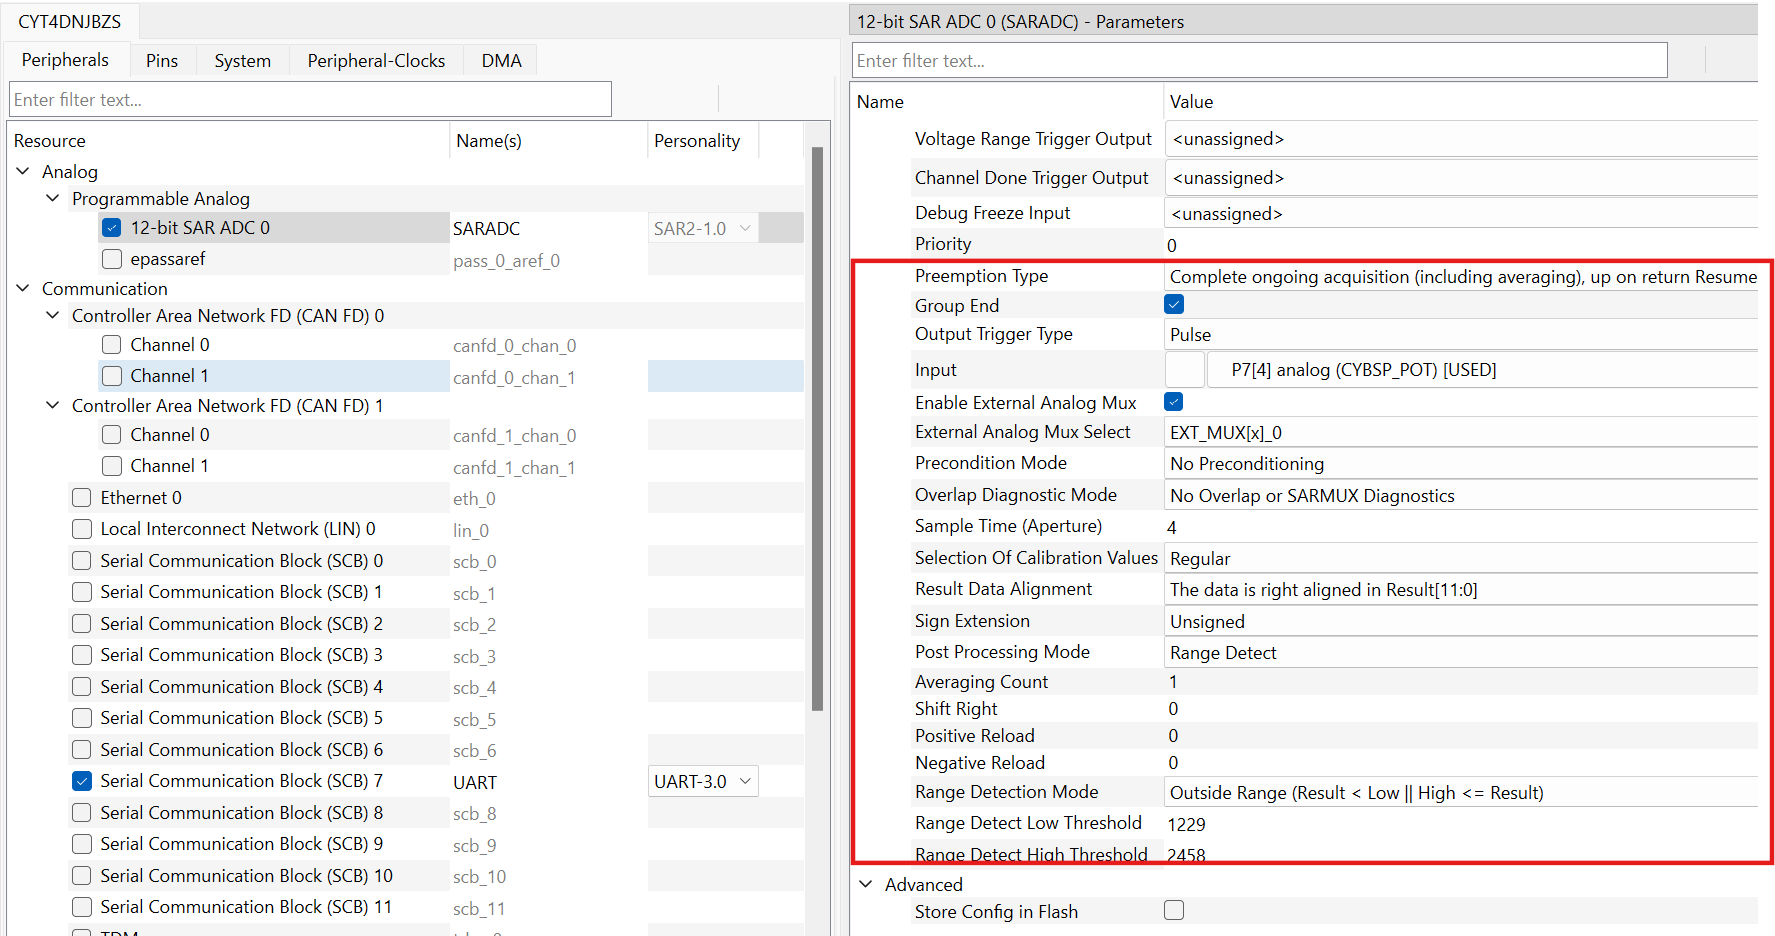 CYT4DNJBZS
Peripherals Pins System Peripheral-Clocks DMA
Enter filter text...
Resource Name(s) Personality
Analog
Programmable Analog
12-bit SAR ADC 0 SARADC SAR2-1.0
epassaref pass_0_aref_0
Communication
Controller Area Network FD (CAN FD) 0
Channel 0 canfd_0_chan_0
Channel 1 canfd_0_chan_1
Controller Area Network FD (CAN FD) 1
Channel 0 canfd_1_chan_0
Channel 1 canfd_1_chan_1
Ethernet 0 eth_0
Local Interconnect Network (LIN) 0 lin_0
Serial Communication Block (SCB) 0 scb_0
Serial Communication Block (SCB) 1 scb_1
Serial Communication Block (SCB) 2 scb_2
Serial Communication Block (SCB) 3 scb_3
Serial Communication Block (SCB) 4 scb_4
Serial Communication Block (SCB) 5 scb_5
Serial Communication Block (SCB) 6 scb_6
Serial Communication Block (SCB) 7 UART UART-3.0
Serial Communication Block (SCB) 8 scb_8
Serial Communication Block (SCB) 9 scb_9
Serial Communication Block (SCB) 10 scb_10
Serial Communication Block (SCB) 11 scb_11
TDM
12-bit SAR ADC 0 (SARADC) - Parameters
Enter filter text...
Name Value
Voltage Range Trigger Output <unassigned>
Channel Done Trigger Output <unassigned>
Debug Freeze Input <unassigned>
Priority 0
Preemption Type Complete ongoing acquisition (including averaging), up on return Resume
Group End
Output Trigger Type Pulse
Input P7[4] analog (CYBSP_POT) [USED]
Enable External Analog Mux
External Analog Mux Select EXT_MUX[x]_0
Precondition Mode No Preconditioning
Overlap Diagnostic Mode No Overlap or SARMUX Diagnostics
Sample Time (Aperture) 4
Selection Of Calibration Values Regular
Result Data Alignment The data is right aligned in Result[11:0]
Sign Extension Unsigned
Post Processing Mode Range Detect
Averaging Count 1
Shift Right 0
Positive Reload 0
Negative Reload 0
Range Detection Mode Outside Range (Result < Low || High <= Result)
Range Detect Low Threshold 1229
Range Detect High Threshold 2458
Advanced
Store Config in Flash